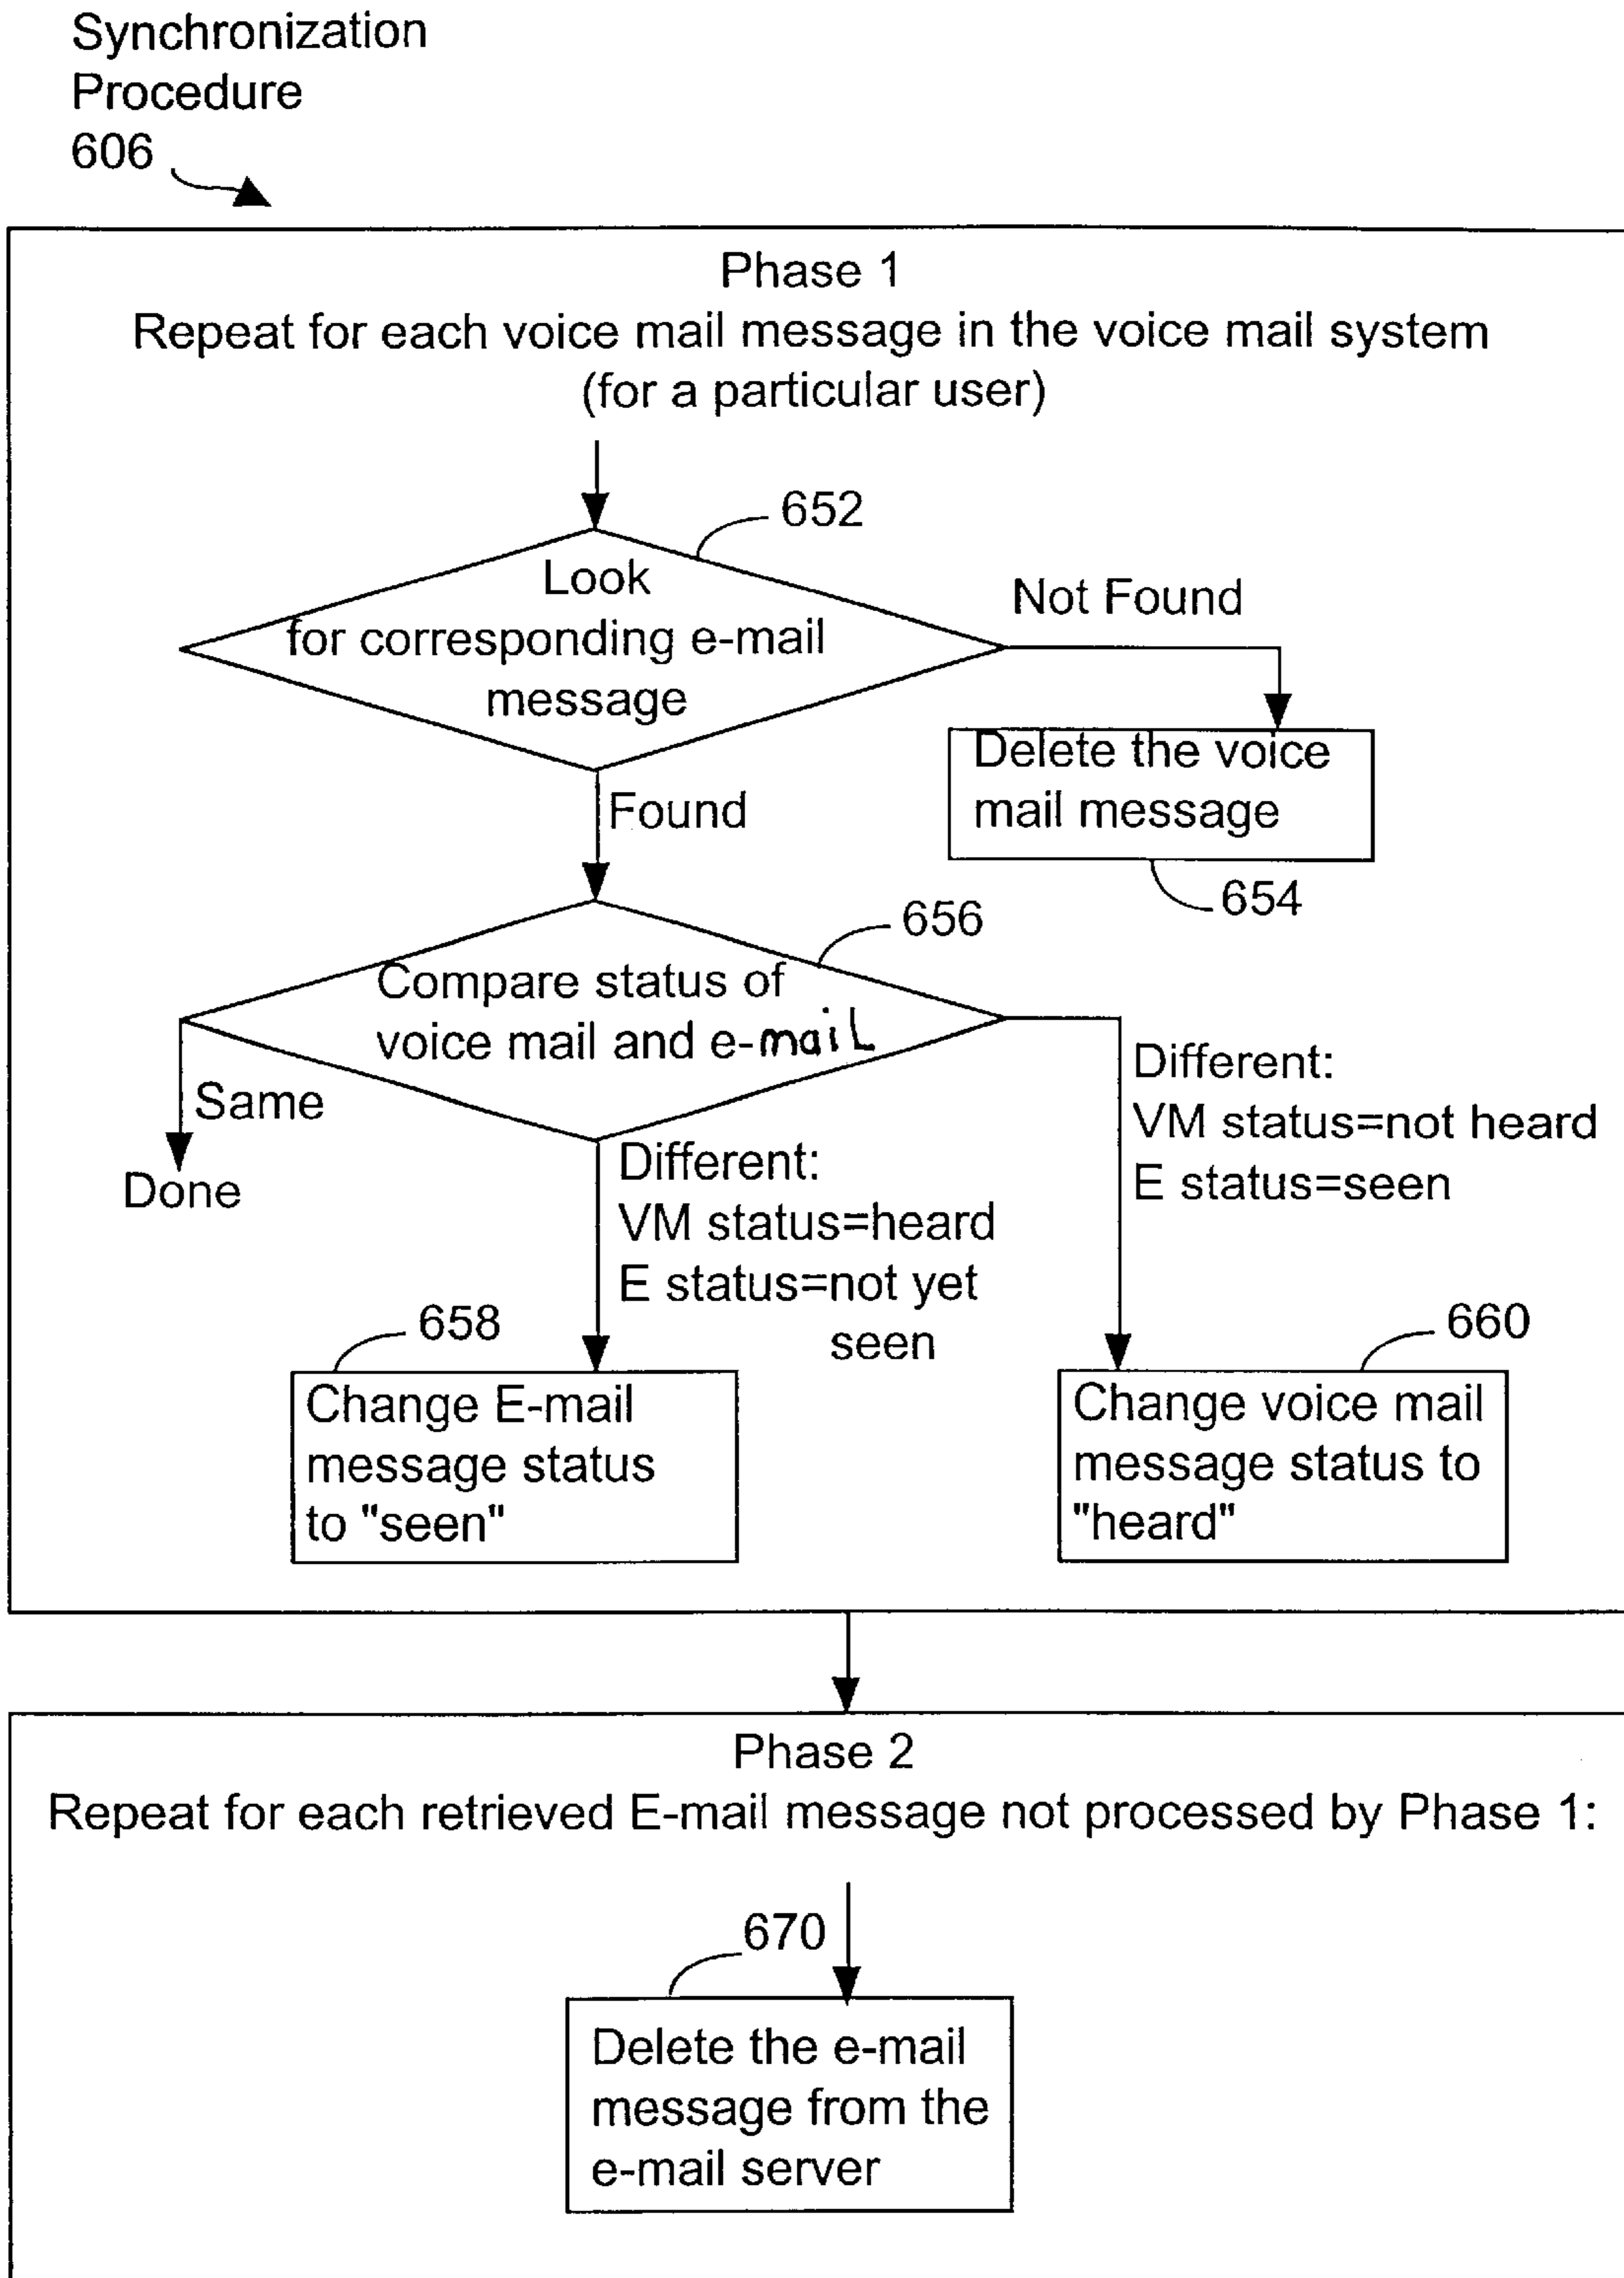 Synchronization
Procedure
606
Phase 1
Repeat for each voice mail message in the voice mail system
(for a particular user)
652
Look
for corresponding e-mail
message
Not Found
Delete the voice
mail message
654
Found
656
Compare status of
voice mail and e-mail
Same
Done
Different:
VM status=heard
E status=not yet
seen
Different:
VM status=not heard
E status=seen
658
Change E-mail
message status
to "seen"
660
Change voice mail
message status to
"heard"
Phase 2
Repeat for each retrieved E-mail message not processed by Phase 1:
670
Delete the e-mail
message from the
e-mail server